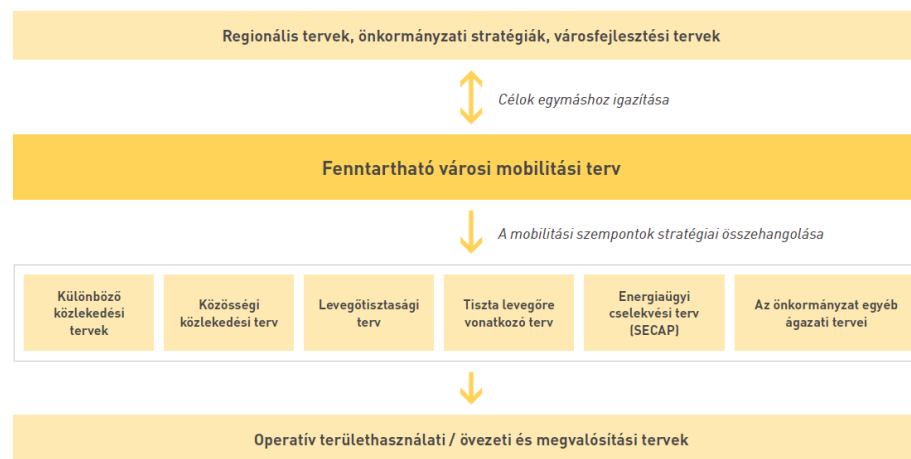 Regionális tervek, önkormányzati stratégiák, városfejlesztési tervek
Célok egymáshoz igazítása
Fenntartható városi mobilitási terv
A mobilitási szempontok stratégiai összehangolása
Különböző
közlekedési
tervek
Közösségi
közlekedési terv
Levegőtisztasági
terv
Tiszta levegőre
vonatkozó terv
Energiaügyi
cselekvési terv
(SECAP)
Az önkormányzat egyéb
ágazati tervei
Operatív területhasználati / övezeti és megvalósítási tervek